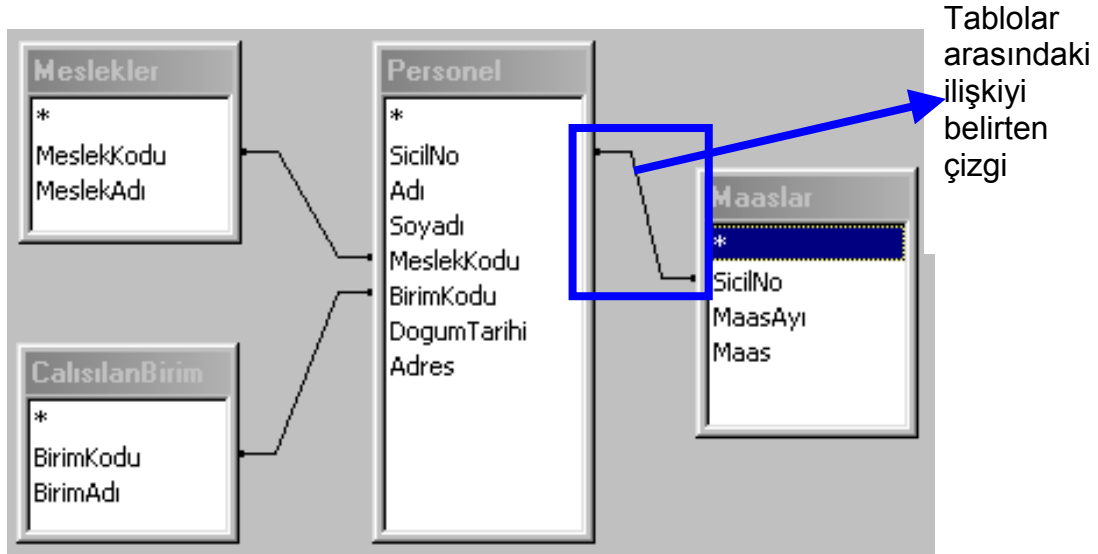 Tablolar
arasındaki
ilişkiyi
belirten
çizgi
Meslekler
*
MeslekKodu
MeslekAdı
Personel
*
SicilNo
Adı
Soyadı
MeslekKodu
BirimKodu
DogumTarihi
Adres
Maaslar
*
SicilNo
MaasAyı
Maas
CalısılanBirim
*
BirimKodu
BirimAdı